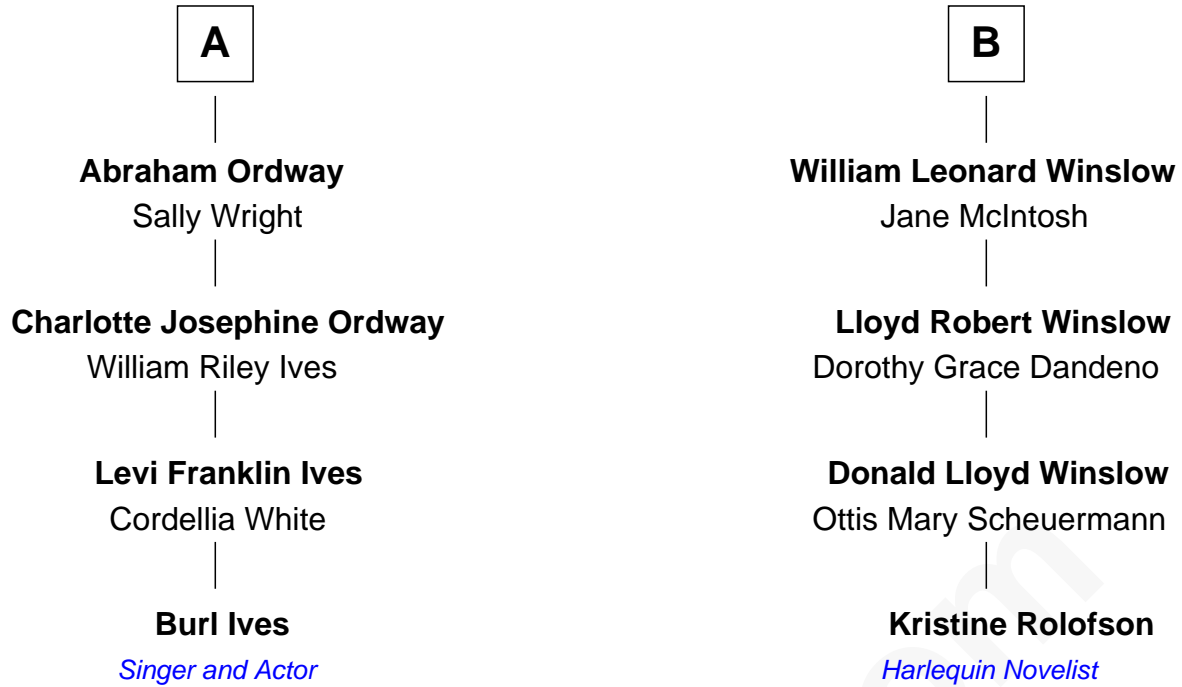 A
Abraham Ordway
Sally Wright
Charlotte Josephine Ordway
William Riley Ives
Levi Franklin Ives
Cordellia White
Burl Ives
Singer and Actor
B
William Leonard Winslow
Jane McIntosh
Lloyd Robert Winslow
Dorothy Grace Dandeno
Donald Lloyd Winslow
Ottis Mary Scheuermann
Kristine Rolofson
Harlequin Novelist